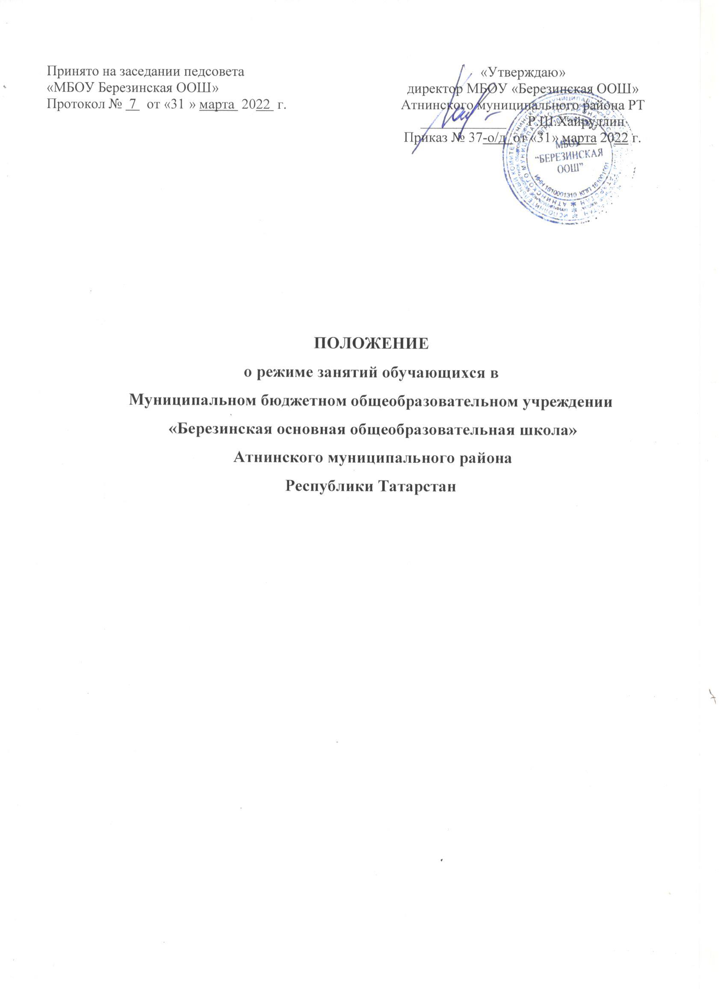 Принято на заседании педсовета
«МБОУ Березинская ООШ»
Протокол № 7 от «31 » марта 2022 г.
«Утверждаю»
директор МБОУ «Березинская ООШ»
Атнинского муниципального района РТ
Р.Ш.Хайруллин
Приказ № 37-о/д от «31» марта 2022 г.
МБОУ
“БЕРЕЗИНСКАЯ
ООШ”
ИНН 1610001310 КПП 161001001
ПОЛОЖЕНИЕ
о режиме занятий обучающихся в
Муниципальном бюджетном общеобразовательном учреждении
«Березинская основная общеобразовательная школа»
Атнинского муниципального района
Республики Татарстан